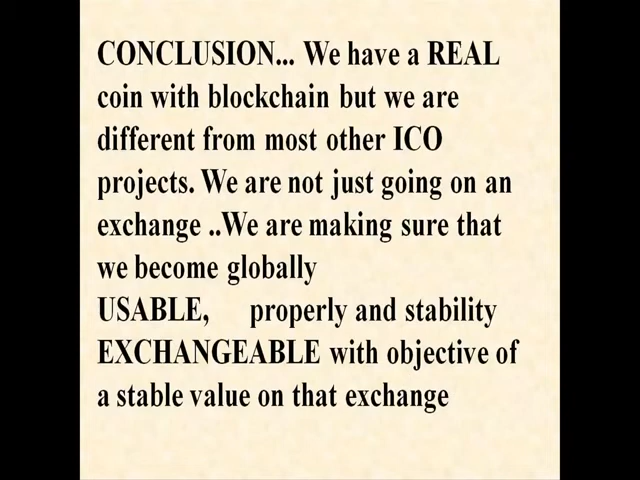 CONCLUSION... We have a REAL
coin with blockchain but we are
different from most other ICO
projects. We are not just going on an
exchange ..We are making sure that
we become globally
USABLE, properly and stability
EXCHANGEABLE with objective of
a stable value on that exchange